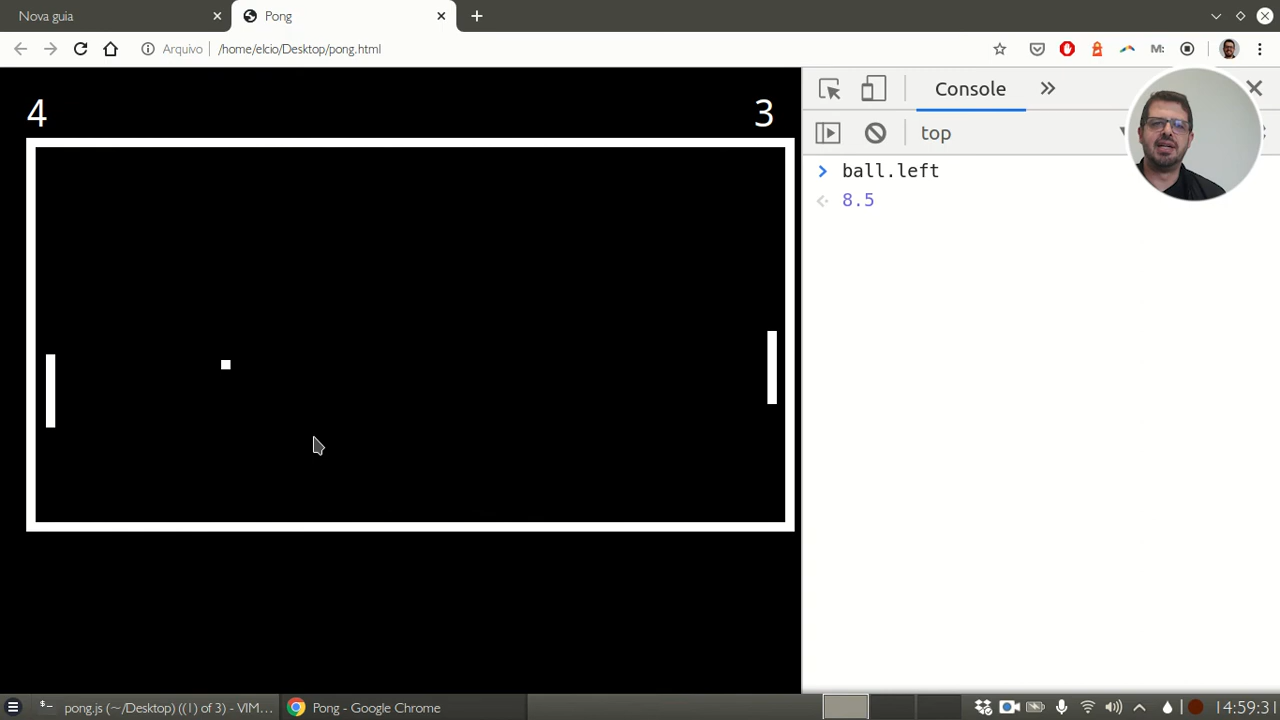 Nova guia
Pong
Arquivo
/home/elcio/Desktop/pong.html
M:
4
3
Console
top
ball.left
8.5
pong.js (~/Desktop) ((1) of 3) - VIM...
Pong - Google Chrome
14:59:3